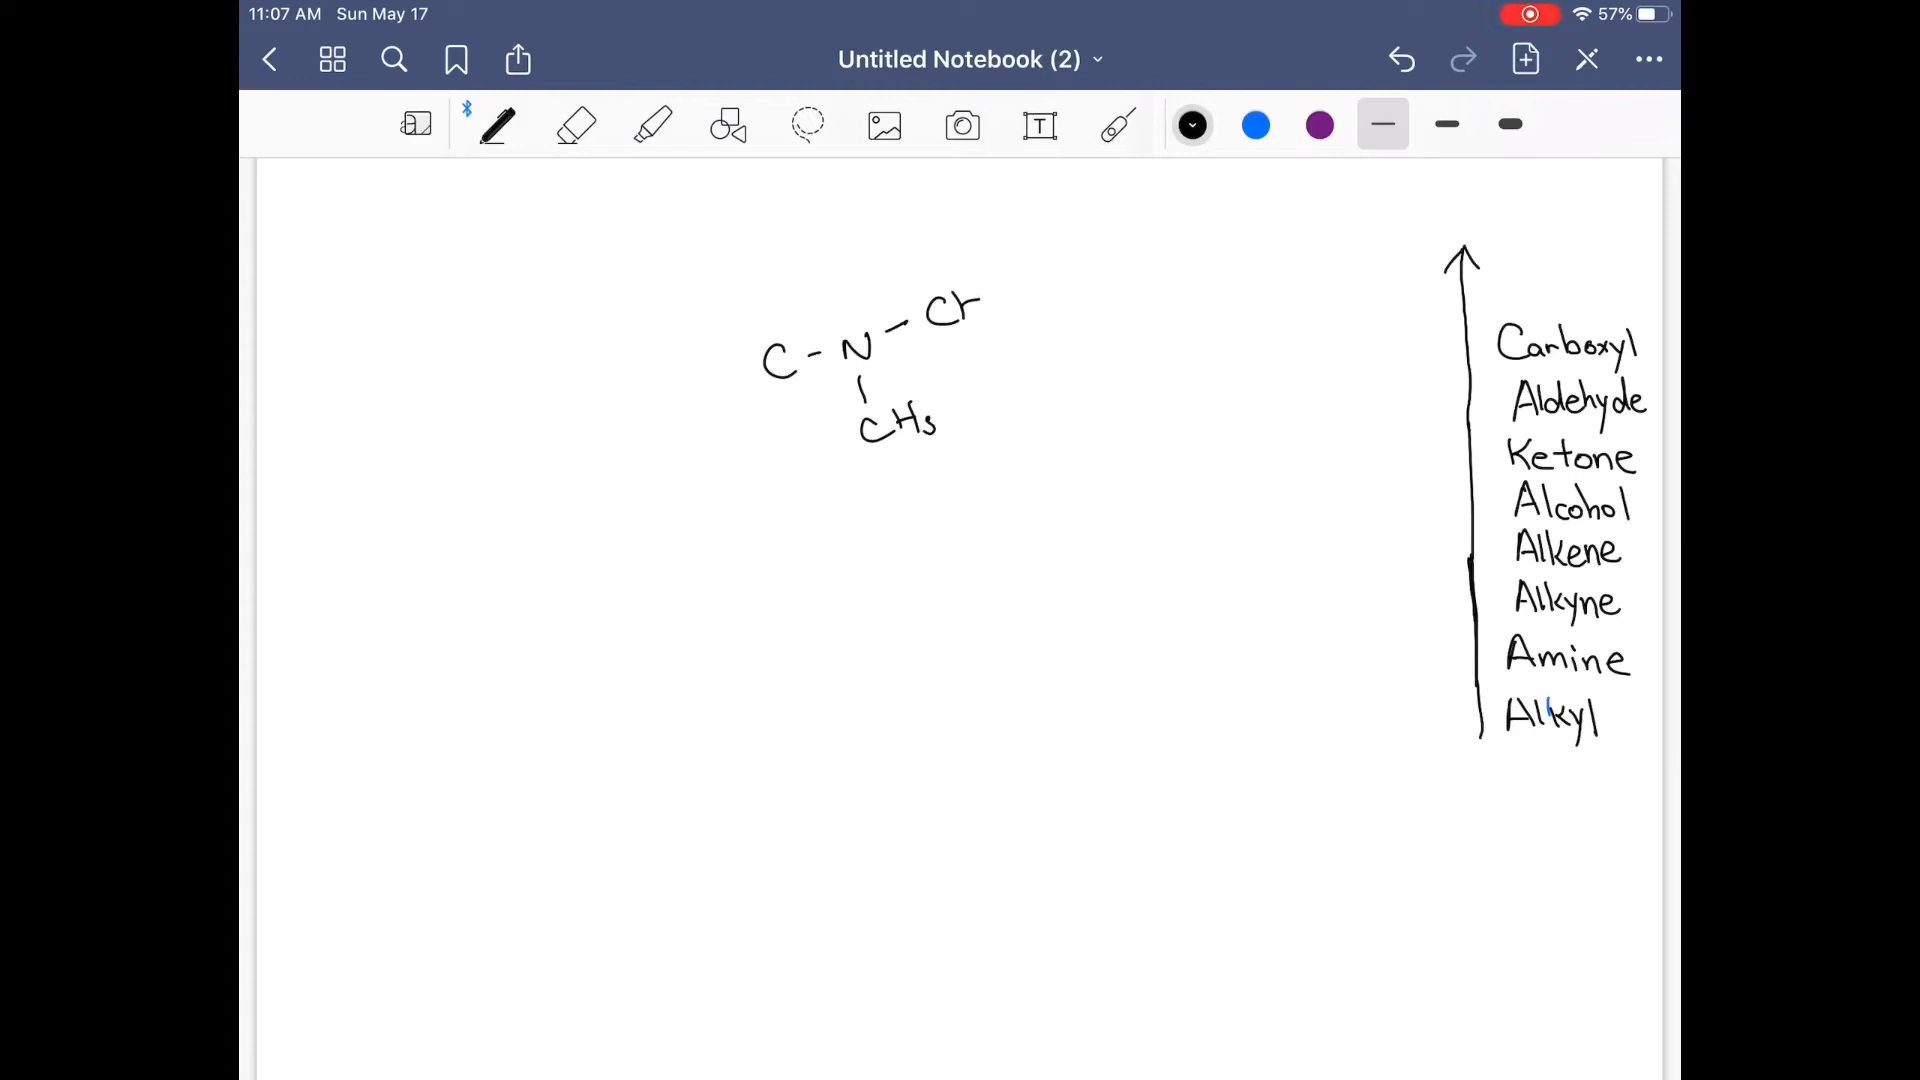 11:07 AM Sun May 17 57%
Untitled Notebook (2)
a T
C - N - CH
CH3
Carboxyl
Aldehyde
Ketone
Alcohol
Alkene
Alkyne
Amine
Alkyl